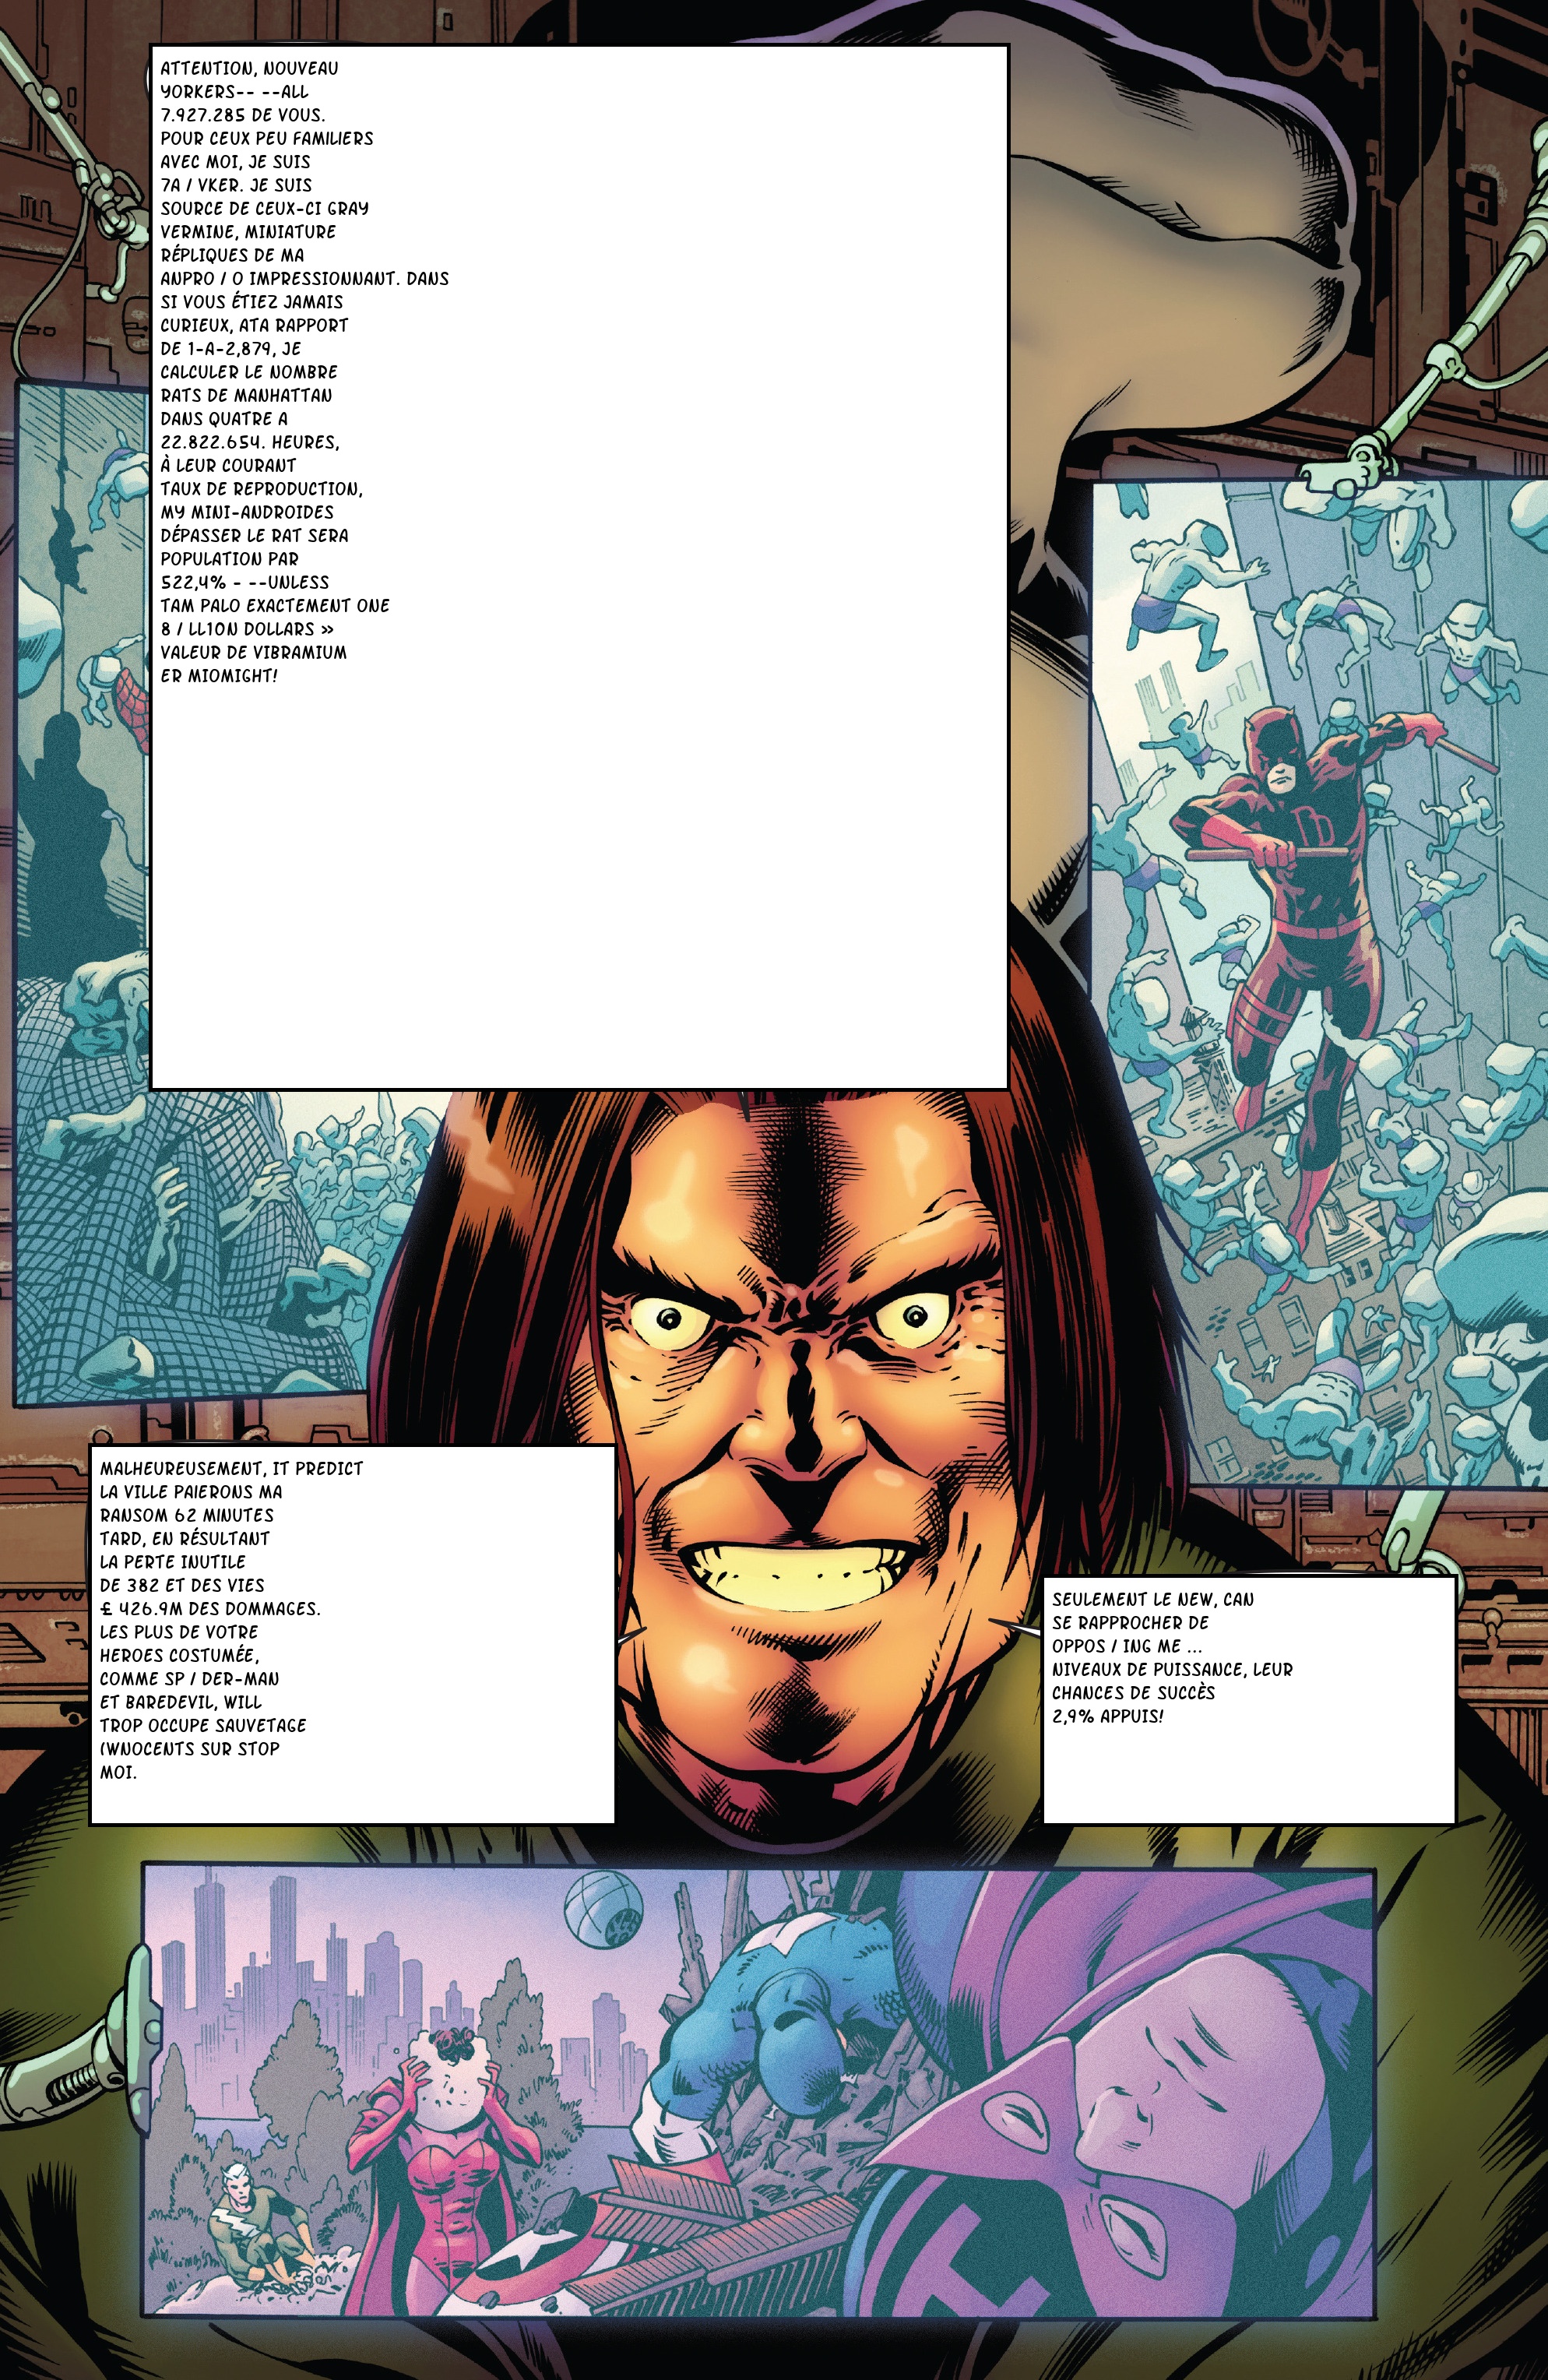 ATTENTION, NOUVEAU
YORKERS-- --ALL
7.927.285 DE VOUS.
POUR CEUX PEU FAMILIERS
AVEC MOI, JE SUIS
7A / VKER. JE SUIS
SOURCE DE CEUX-CI GRAY
VERMINE, MINIATURE
RÉPLIQUES DE MA
ANPRO / O IMPRESSIONNANT. DANS
SI VOUS ÉTIEZ JAMAIS
CURIEUX, ATA RAPPORT
DE 1-A-2,879, JE
CALCULER LE NOMBRE
RATS DE MANHATTAN
DANS QUATRE A
22.822.654. HEURES,
À LEUR COURANT
TAUX DE REPRODUCTION,
MY MINI-ANDROIDES
DÉPASSER LE RAT SERA
POPULATION PAR
522,4% - --UNLESS
TAM PALO EXACTEMENT ONE
8 / LL1ON DOLLARS »
VALEUR DE VIBRAMIUM
ER MIOMIGHT!
MALHEUREUSEMENT, IT PREDICT
LA VILLE PAIERONS MA
RANSOM 62 MINUTES
TARD, EN RÉSULTANT
LA PERTE INUTILE
DE 382 ET DES VIES
£ 426.9M DES DOMMAGES.
LES PLUS DE VOTRE
HEROES COSTUMÉE,
COMME SP / DER-MAN
ET BAREDEVIL, WILL
TROP OCCUPE SAUVETAGE
(WNOCENTS SUR STOP
MOI.
SEULEMENT LE NEW, CAN
SE RAPPROCHER DE
OPPOS / ING ME ...
NIVEAUX DE PUISSANCE, LEUR
CHANCES DE SUCCÈS
2,9% APPUIS!